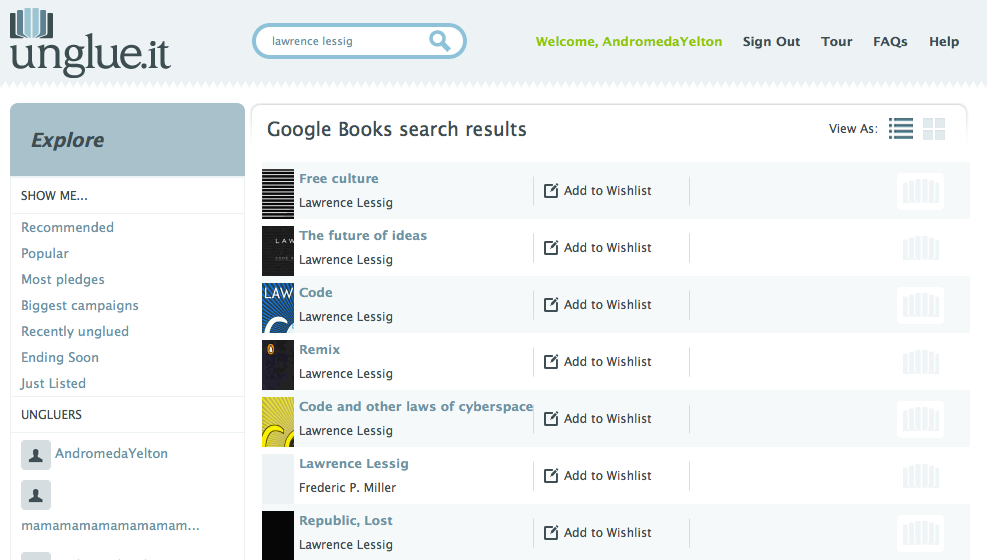 unglue.it
lawrence lessig
Welcome, AndromedaYelton
Sign Out
Tour
FAQs
Help
Explore
SHOW ME...
Recommended
Popular
Most pledges
Biggest campaigns
Recently unglued
Ending Soon
Just Listed
UNGLUERS
AndromedaYelton
mamamamamamamamam...
Google Books search results
View As:
Free culture
Lawrence Lessig
Add to Wishlist
The future of ideas
Lawrence Lessig
Add to Wishlist
LAW
Code
Lawrence Lessig
Add to Wishlist
Remix
Lawrence Lessig
Add to Wishlist
Code and other laws of cyberspace
Lawrence Lessig
Add to Wishlist
Lawrence Lessig
Frederic P. Miller
Add to Wishlist
Republic, Lost
Lawrence Lessig
Add to Wishlist